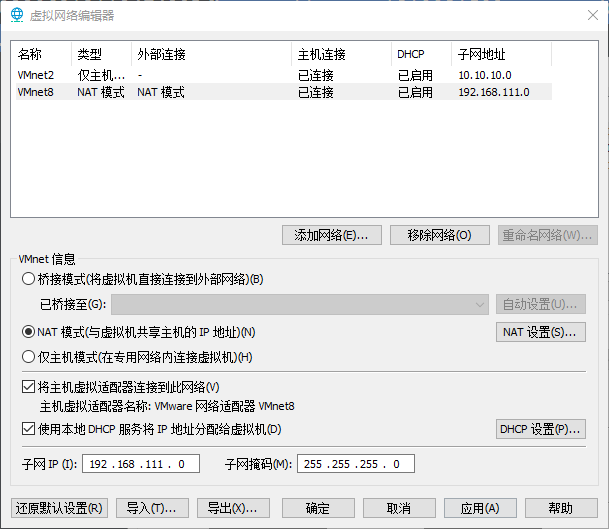 虚拟网络编辑器
名称 类型 外部连接 主机连接 DHCP 子网地址
VMnet2 仅主机... - 已连接 已启用 10.10.10.0
VMnet8 NAT 模式 NAT 模式 已连接 已启用 192.168.111.0
添加网络(E)... 移除网络(O) 重命名网络(W)...
VMnet 信息
桥接模式(将虚拟机直接连接到外部网络)(B)
已桥接至(G): 自动设置(U)...
NAT 模式(与虚拟机共享主机的 IP 地址)(N) NAT 设置(S)...
仅主机模式(在专用网络内连接虚拟机)(H)
将主机虚拟适配器连接到此网络(V)
主机虚拟适配器名称: VMware 网络适配器 VMnet8
使用本地 DHCP 服务将 IP 地址分配给虚拟机(D) DHCP 设置(P)...
子网 IP (I): 192 .168 .111 . 0 子网掩码(M): 255 .255 .255 . 0
还原默认设置(R) 导入(T)... 导出(X)... 确定 取消 应用(A) 帮助